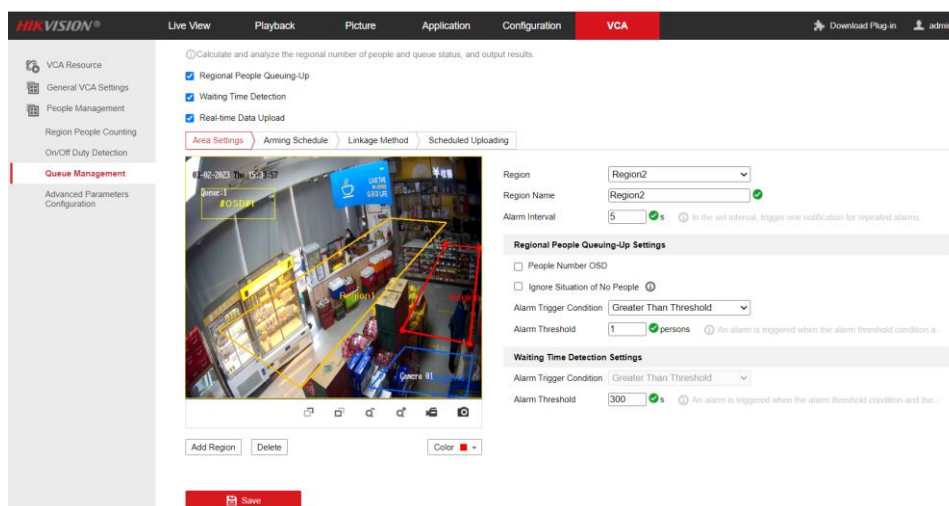 HIKVISION®
Live View
Playback
Picture
Application
Configuration
VCA
Download Plug-in
admin
VCA Resource
General VCA Settings
People Management
Region People Counting
On/Off Duty Detection
Queue Management
Advanced Parameters
Configuration
Calculate and analyze the regional number of people and queue status, and output results.
Regional People Queuing-Up
Waiting Time Detection
Real-time Data Upload
Area Settings
Arming Schedule
Linkage Method
Scheduled Uploading
Queue:1
#OSD#1
Region1
Camera 01
Add Region
Delete
Color
Save
Region
Region2
Region Name
Region2
Alarm Interval
5
s
In the set interval, trigger one notification for repeated alarms.
Regional People Queuing-Up Settings
People Number OSD
Ignore Situation of No People
Alarm Trigger Condition
Greater Than Threshold
Alarm Threshold
1
persons
An alarm is triggered when the alarm threshold condition a...
Waiting Time Detection Settings
Alarm Trigger Condition
Greater Than Threshold
Alarm Threshold
300
s
An alarm is triggered when the alarm threshold condition and the...